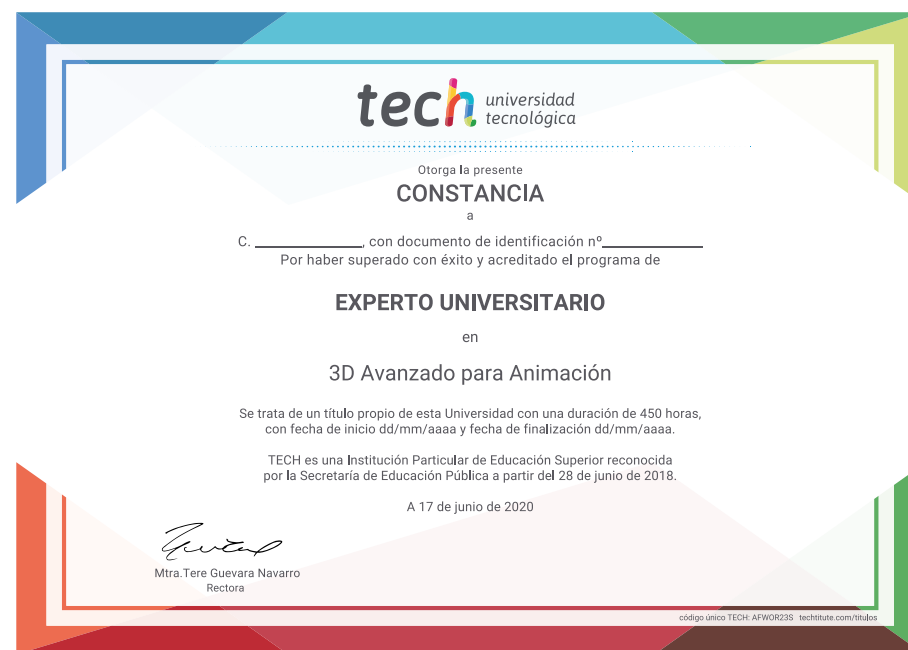 tech universidad
tecnológica
Otorga la presente
CONSTANCIA
a
C. ____________, con documento de identificación nº____________
Por haber superado con éxito y acreditado el programa de
EXPERTO UNIVERSITARIO
en
3D Avanzado para Animación
Se trata de un título propio de esta Universidad con una duración de 450 horas,
con fecha de inicio dd/mm/aaaa y fecha de finalización dd/mm/aaaa.
TECH es una Institución Particular de Educación Superior reconocida
por la Secretaría de Educación Pública a partir del 28 de junio de 2018.
A 17 de junio de 2020
Mtra.Tere Guevara Navarro
Rectora
código único TECH: AFWOR23S techtitute.com/titulos